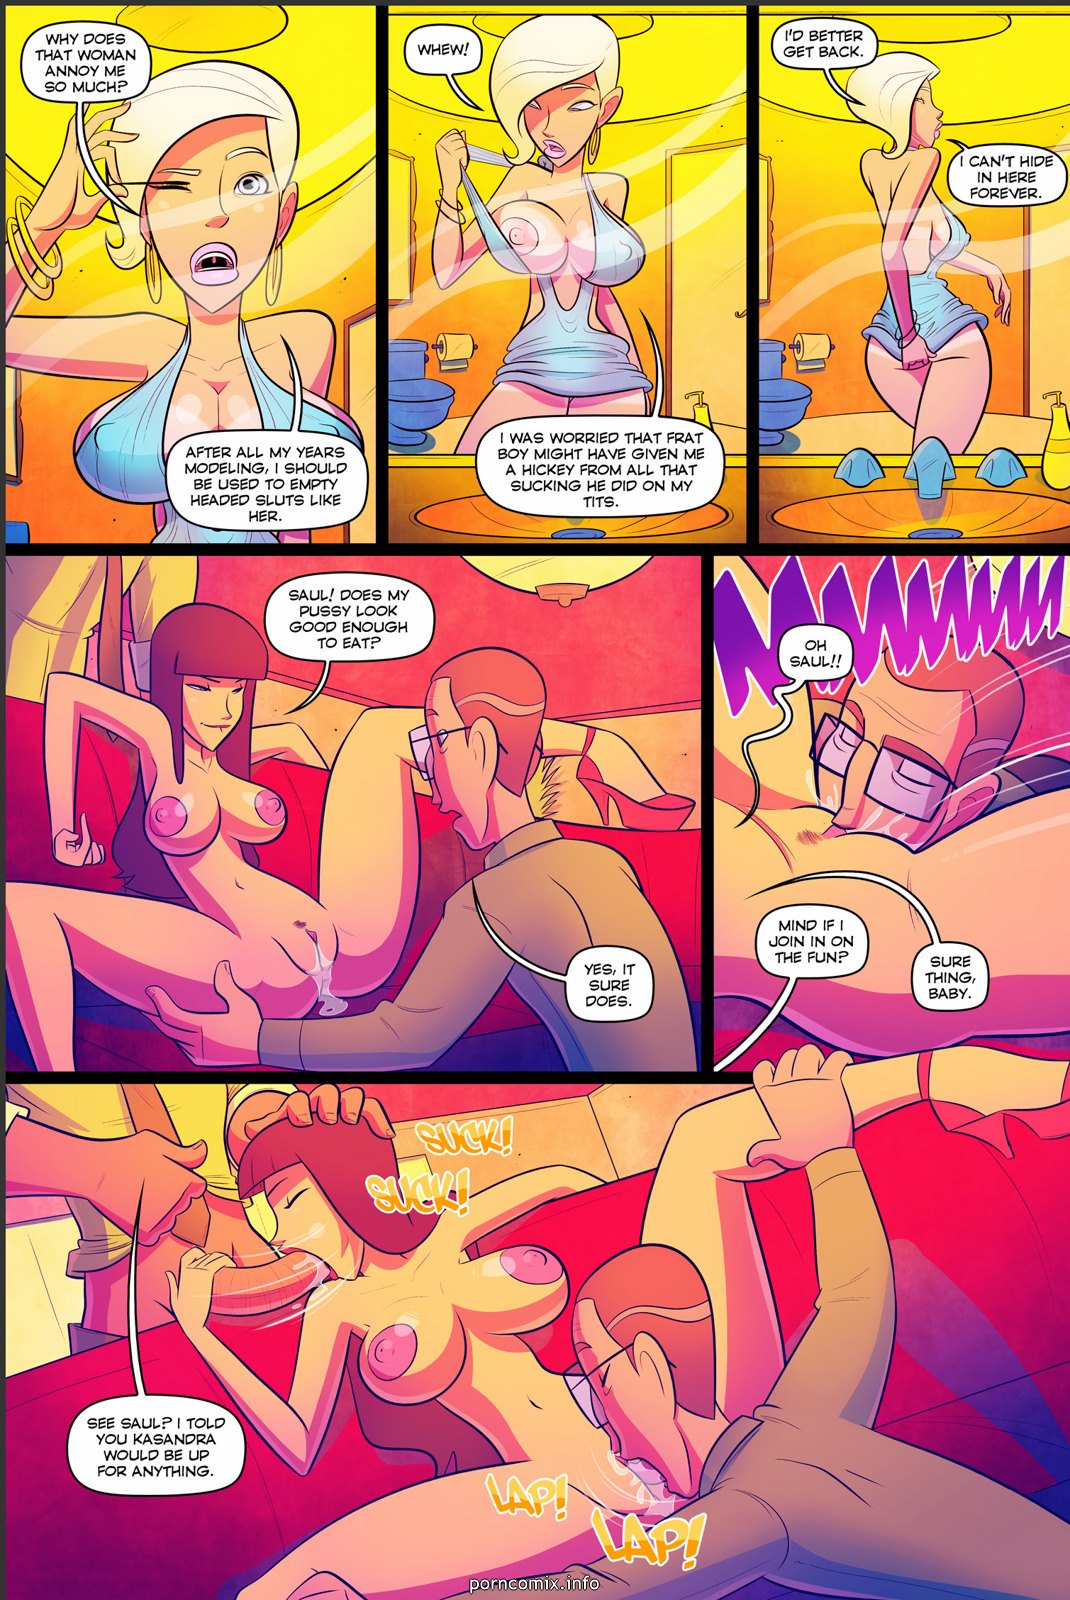 WHY DOES
THAT WOMAN
ANNOY ME
SO MUCH?
AFTER ALL MY YEARS
MODELING, I SHOULD
BE USED TO EMPTY
HEADED SLUTS LIKE
HER.
WHEW!
I WAS WORRIED THAT FRAT
BOY MIGHT HAVE GIVEN ME
A HICKEY FROM ALL THAT
SUCKING HE DID ON MY
TITS.
I'D BETTER
GET BACK.
I CAN'T HIDE
IN HERE
FOREVER.
SAUL! DOES MY
PUSSY LOOK
GOOD ENOUGH
TO EAT?
YES, IT
SURE
DOES.
OH
SAUL!!
MIND IF I
JOIN IN ON
THE FUN?
SURE
THING,
BABY.
SUCK!
SUCK!
SEE SAUL? I TOLD
YOU KASANDRA
WOULD BE UP
FOR ANYTHING.
LAP!
LAP!
porncomix.info